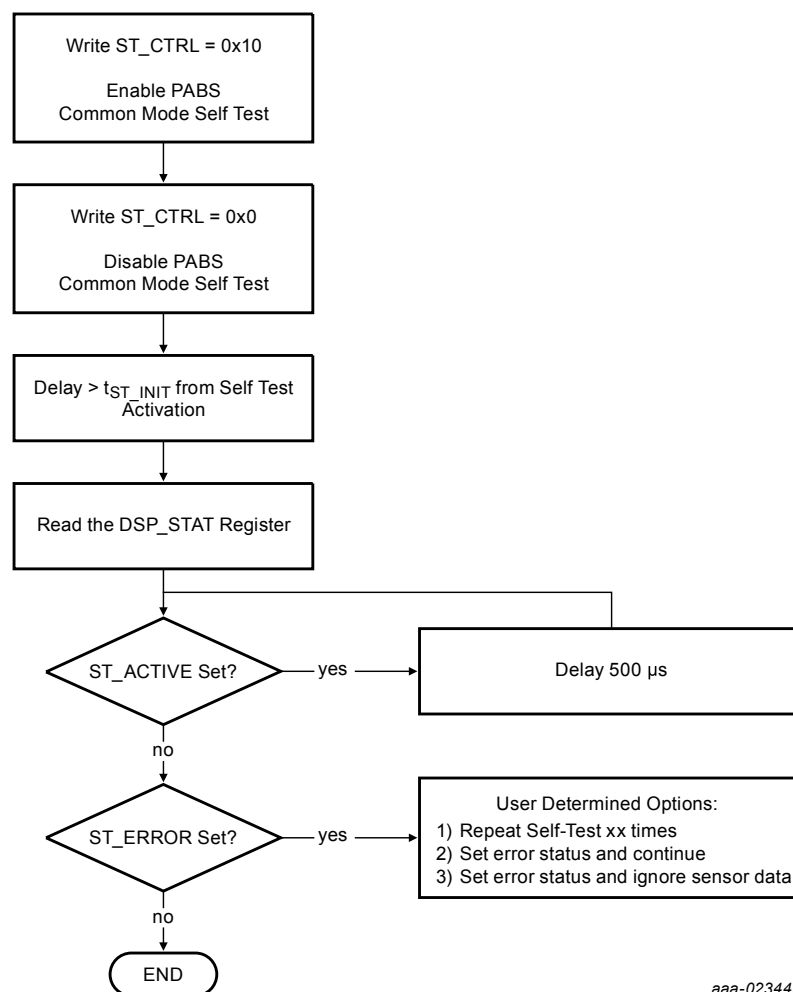 Write ST_CTRL = 0x10
Enable PABS
Common Mode Self Test
Write ST_CTRL = 0x0
Disable PABS
Common Mode Self Test
Delay > tST_INIT from Self Test
Activation
Read the DSP_STAT Register
ST_ACTIVE Set?
yes
Delay 500 µs
no
ST_ERROR Set?
yes
User Determined Options:
1) Repeat Self-Test xx times
2) Set error status and continue
3) Set error status and ignore sensor data
no
END
aaa-02344